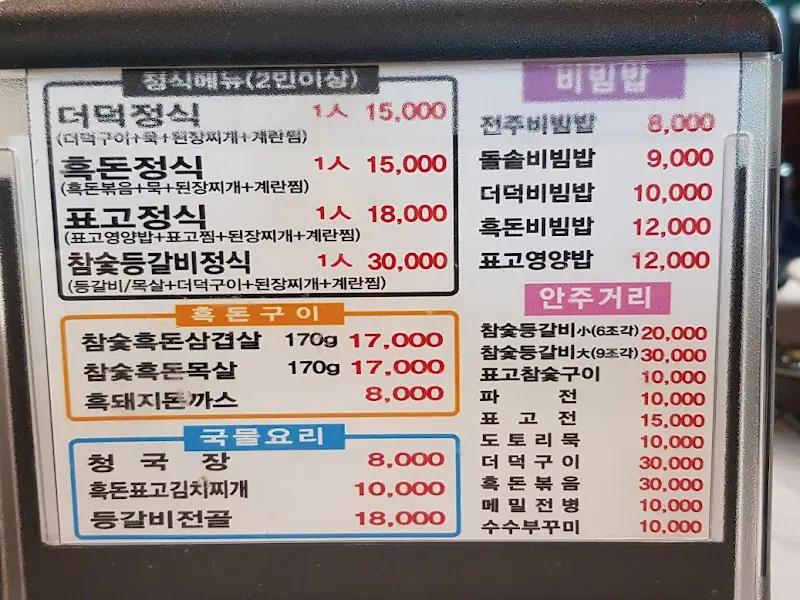 정식메뉴(2인이상)
더덕정식 1人 15,000
(더덕구이+묵+된장찌개+계란찜)
흑돈정식 1人 15,000
(흑돈볶음+묵+된장찌개+계란찜)
표고정식 1人 18,000
(표고영양밥+표고찜+된장찌개+계란찜)
참숯등갈비정식 1人 30,000
(등갈비/목살+더덕구이+된장찌개+계란찜)
흑돈구이
참숯흑돈삼겹살 170g 17,000
참숯흑돈목살 170g 17,000
흑돼지돈까스 8,000
국물요리
청국장 8,000
흑돈표고김치찌개 10,000
등갈비전골 18,000
비빔밥
전주비빔밥 8,000
돌솥비빔밥 9,000
더덕비빔밥 10,000
흑돈비빔밥 12,000
표고영양밥 12,000
안주거리
참숯등갈비小(6조각) 20,000
참숯등갈비大(9조각) 30,000
표고참숯구이 10,000
파전 10,000
표고전 15,000
도토리묵 10,000
더덕구이 30,000
흑돈볶음 30,000
메밀전병 10,000
수수부꾸미 10,000